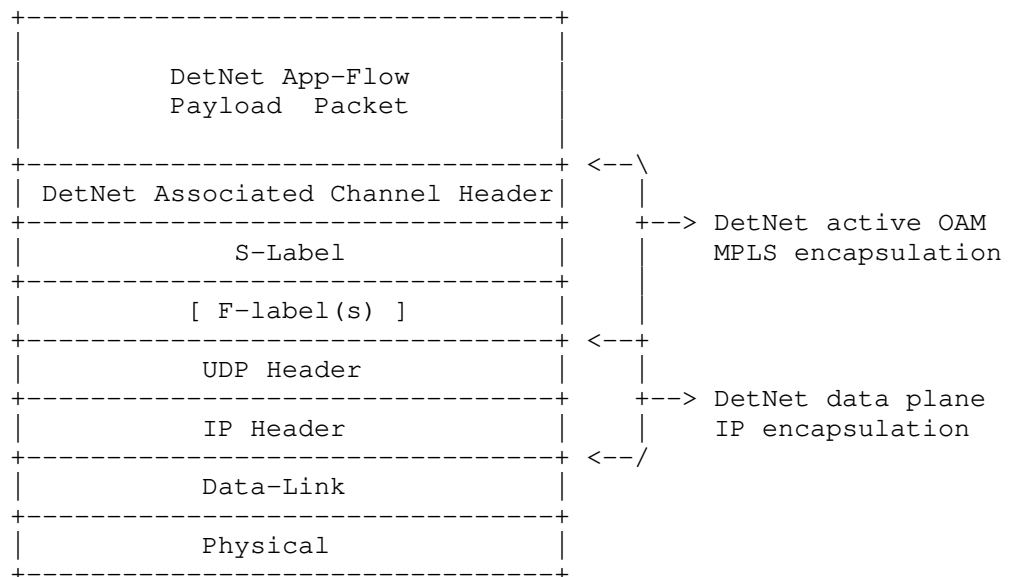 DetNet App-Flow
Payload Packet
DetNet Associated Channel Header
S-Label
[ F-label(s) ]
UDP Header
IP Header
Data-Link
Physical
DetNet active OAM
MPLS encapsulation
DetNet data plane
IP encapsulation